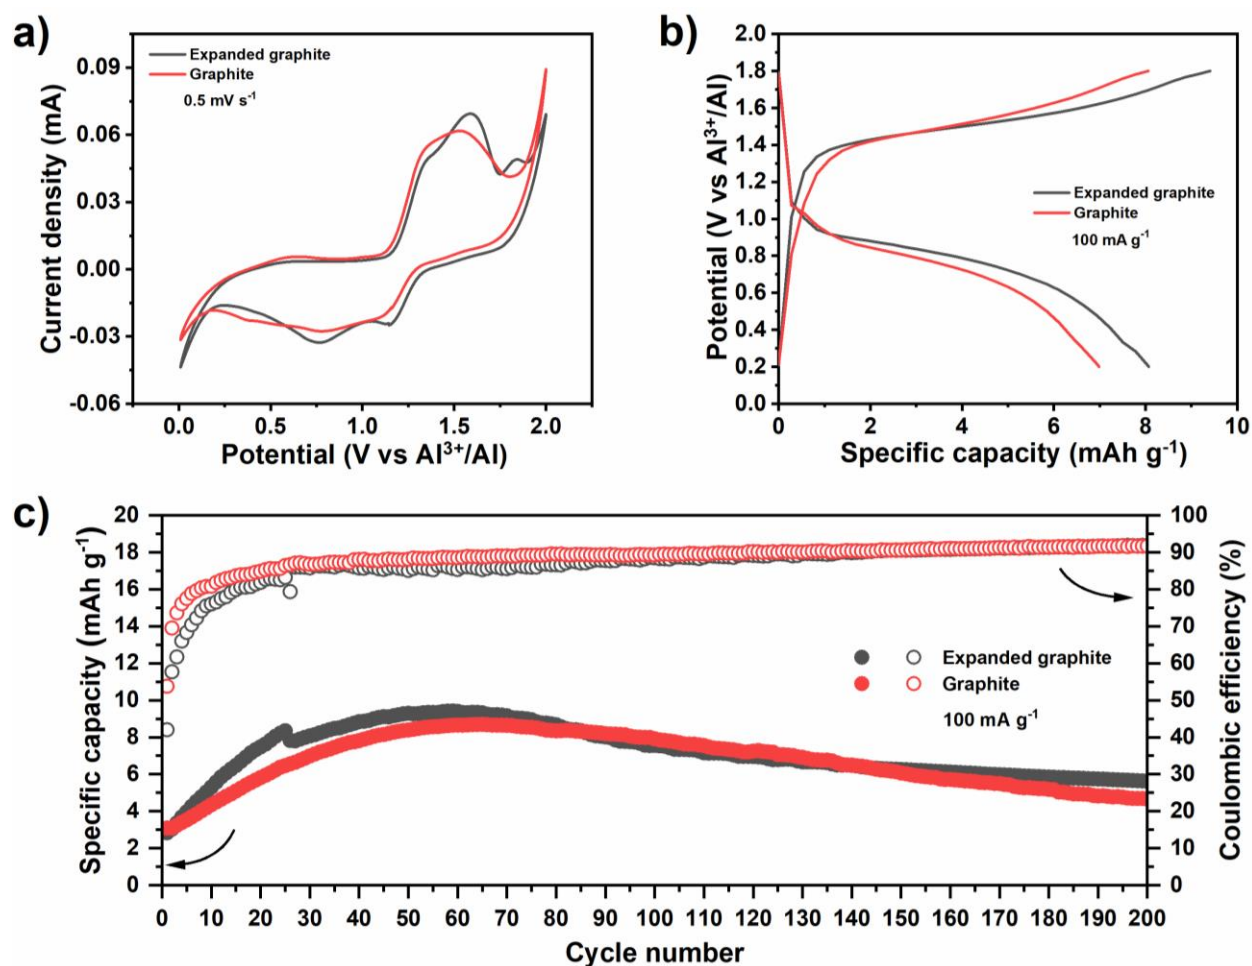 a)
Expanded graphite
Graphite
0.5 mV s⁻¹
Current density (mA)
0.09
0.06
0.03
0.00
-0.03
-0.06
0.0 0.5 1.0 1.5 2.0
Potential (V vs Al³⁺/Al)
b)
Potential (V vs Al³⁺/Al)
2.0
1.8
1.6
1.4
1.2
1.0
0.8
0.6
0.4
0.2
0.0
Expanded graphite
Graphite
100 mA g⁻¹
0 2 4 6 8 10
Specific capacity (mAh g⁻¹)
c)
Specific capacity (mAh g⁻¹)
20
18
16
14
12
10
8
6
4
2
0
Expanded graphite
Graphite
100 mA g⁻¹
100
90
80
70
60
50
40
30
20
10
0
Coulombic efficiency (%)
0 10 20 30 40 50 60 70 80 90 100 110 120 130 140 150 160 170 180 190 200
Cycle number